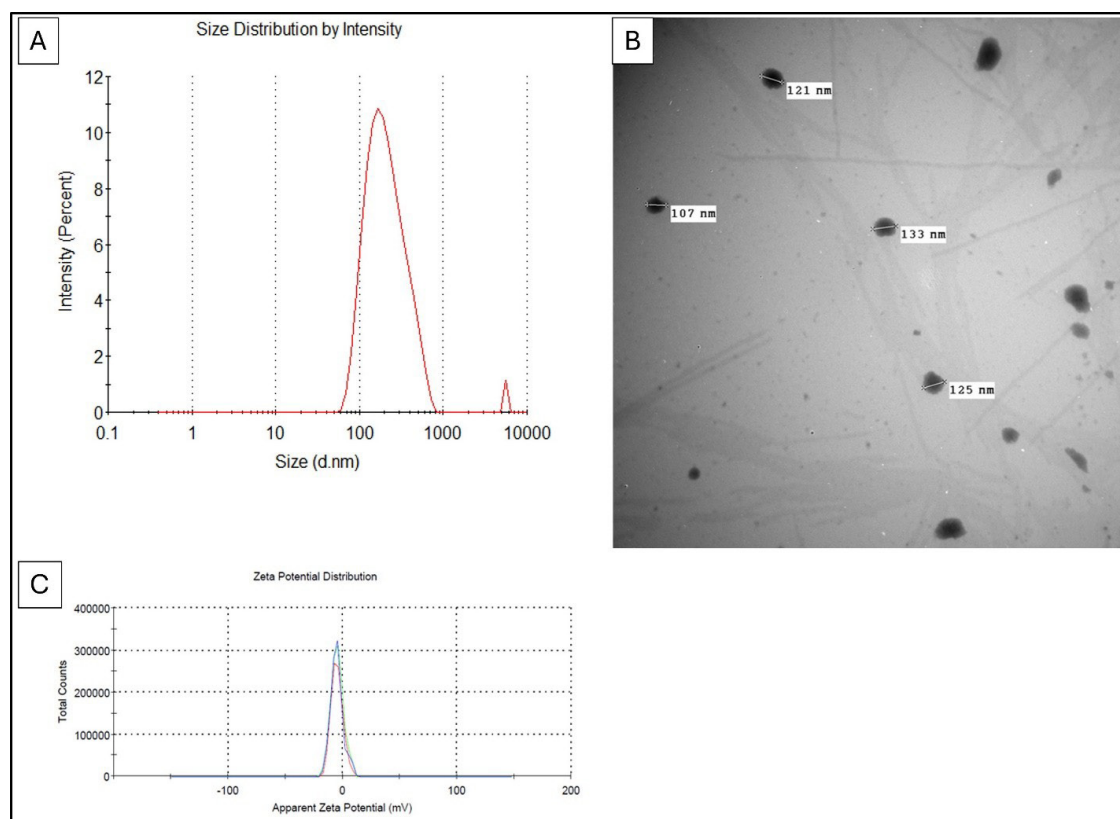 A
Size Distribution by Intensity
Intensity (Percent)
12
10
8
6
4
2
0
0.1 1 10 100 1000 10000
Size (d.nm)
B
121 nm
107 nm
133 nm
125 nm
C
Zeta Potential Distribution
Total Counts
400000
300000
200000
100000
0
-100 0 100 200
Apparent Zeta Potential (mV)